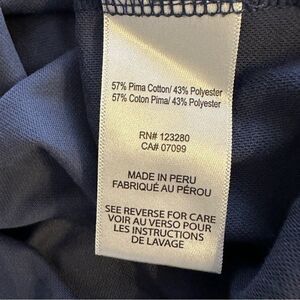 57% Pima Cotton/ 43% Polyester
57% Coton Pima/ 43% Polyester
RN# 123280
CA# 07099
MADE IN PERU
FABRIQUÉ AU PÉROU
SEE REVERSE FOR CARE
VOIR AU VERSO POUR
LES INSTRUCTIONS
DE LAVAGE